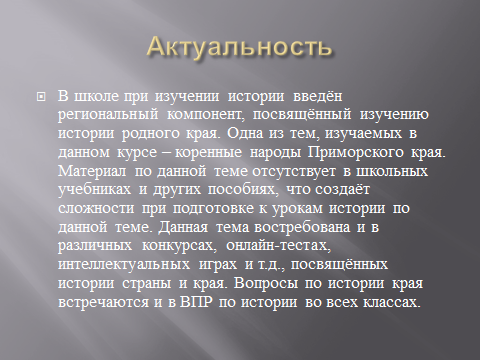 Актуальность
В школе при изучении истории введён
региональный компонент, посвящённый изучению
истории родного края. Одна из тем, изучаемых в
данном курсе – коренные народы Приморского края.
Материал по данной теме отсутствует в школьных
учебниках и других пособиях, что создаёт
сложности при подготовке к урокам истории по
данной теме. Данная тема востребована и в
различных конкурсах, онлайн-тестах,
интеллектуальных играх и т.д., посвящённых
истории страны и края. Вопросы по истории края
встречаются и в ВПР по истории во всех классах.